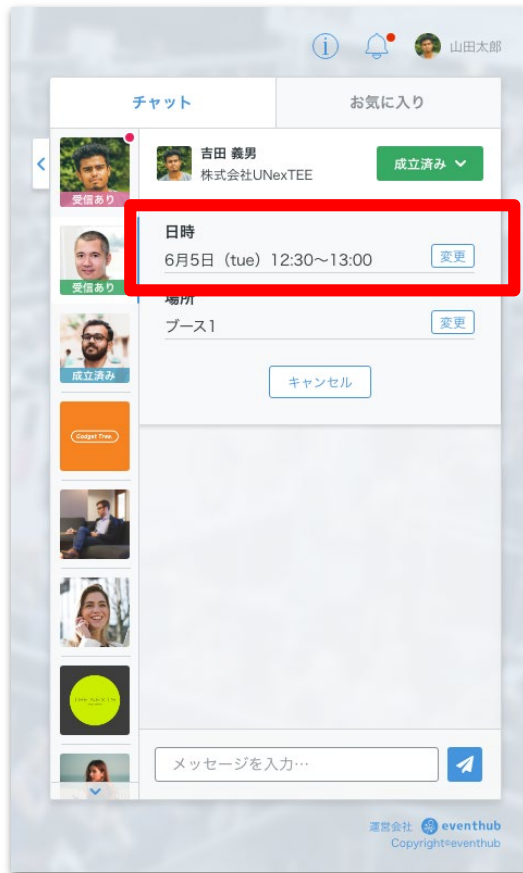 山田太郎
チャット
お気に入り
受信あり
吉田 義男
株式会社UNexTEE
成立済み
日時
6月5日（tue）12:30〜13:00
変更
受信あり
場所
ブース1
変更
成立済み
キャンセル
Gadget Tree.
メッセージを入力…
運営会社 eventhub
Copyright©eventhub